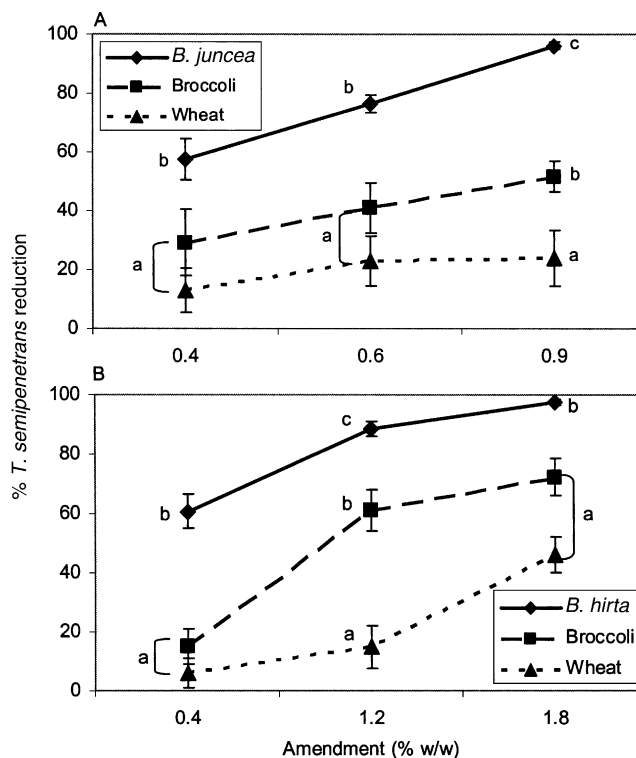 A
B. juncea
Broccoli
Wheat
100
80
60
40
20
0
b
b
c
a
a
b
a
0.4
0.6
0.9
% T. semipenetrans reduction
B
100
80
60
40
20
0
b
c
b
b
a
a
a
B. hirta
Broccoli
Wheat
0.4
1.2
1.8
Amendment (% w/w)